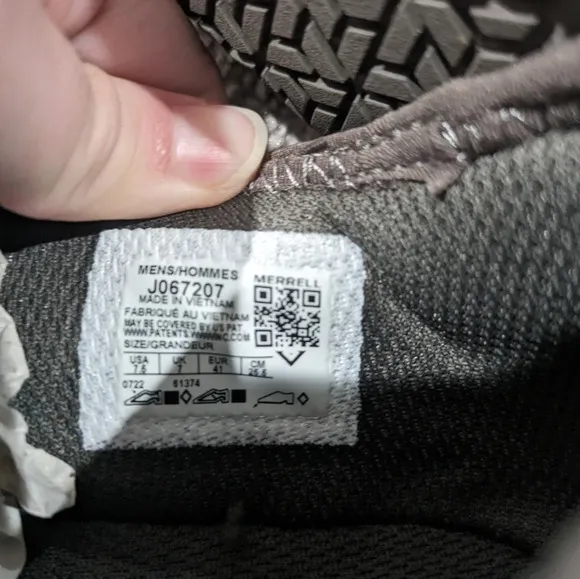 MENS/HOMMES
MERRELL
J067207
MADE IN VIETNAM
FABRIQUÉ AU VIETNAM
MAY BE COVERED BY US PAT.
SIZE/GRANDEUR
USA UK EUR CM
7.5 7 41 25.5
0722 61374